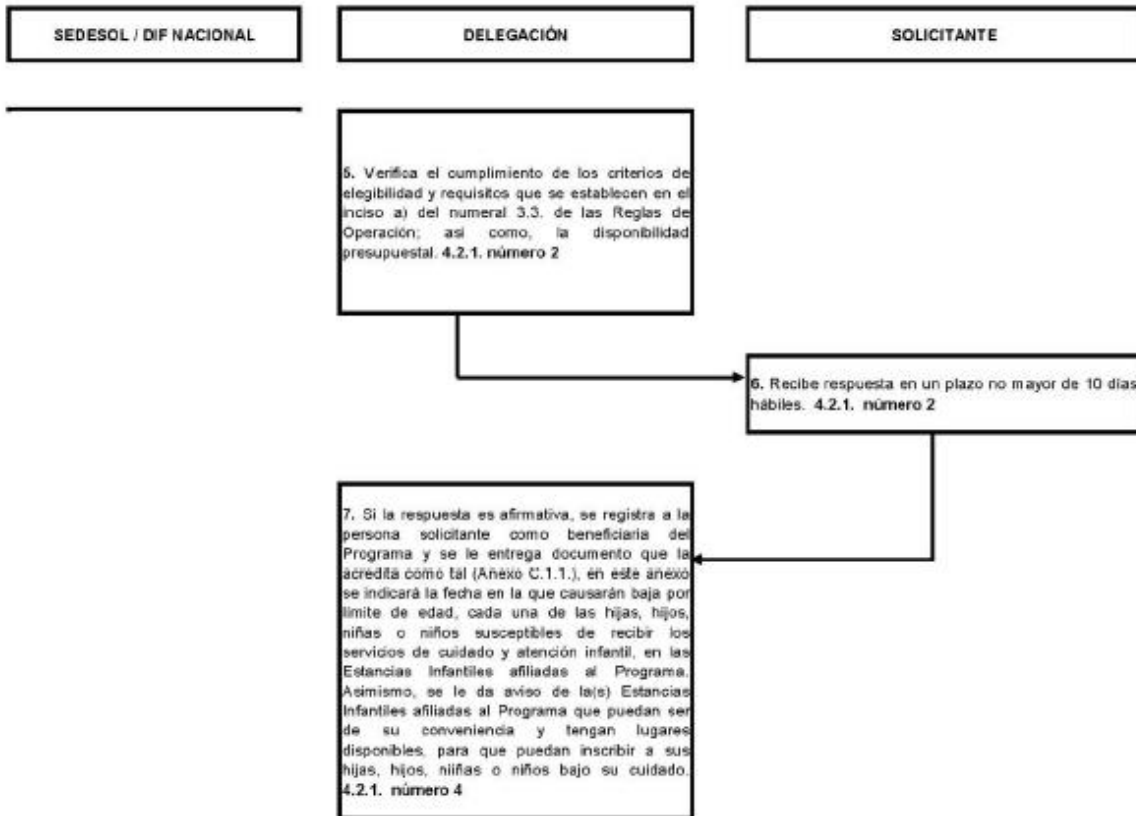 SEDESOL / DIF NACIONAL
DELEGACIÓN
SOLICITANTE
5. Verifica el cumplimiento de los criterios de
elegibilidad y requisitos que se establecen en el
inciso a) del numeral 3.3. de las Reglas de
Operación; así como, la disponibilidad
presupuestal. 4.2.1. número 2
6. Recibe respuesta en un plazo no mayor de 10 días
hábiles. 4.2.1. número 2
7. Si la respuesta es afirmativa, se registra a la
persona solicitante como beneficiaria del
Programa y se le entrega documento que la
acredita como tal (Anexo C.1.1.), en este anexo
se indicará la fecha en la que causarán baja por
límite de edad, cada una de las hijas, hijos,
niñas o niños susceptibles de recibir los
servicios de cuidado y atención infantil, en las
Estancias Infantiles afiliadas al Programa.
Asimismo, se le da aviso de la(s) Estancias
Infantiles afiliadas al Programa que puedan ser
de su conveniencia y tengan lugares
disponibles, para que puedan inscribir a sus
hijas, hijos, niiñas o niños bajo su cuidado.
4.2.1. número 4